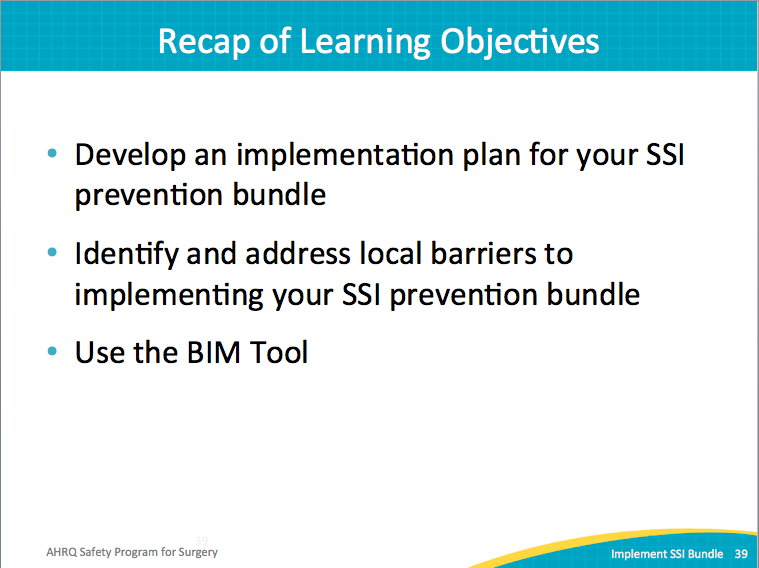 Recap of Learning Objectives
• Develop an implementation plan for your SSI
prevention bundle
• Identify and address local barriers to
implementing your SSI prevention bundle
• Use the BIM Tool
39
AHRQ Safety Program for Surgery
Implement SSI Bundle 39